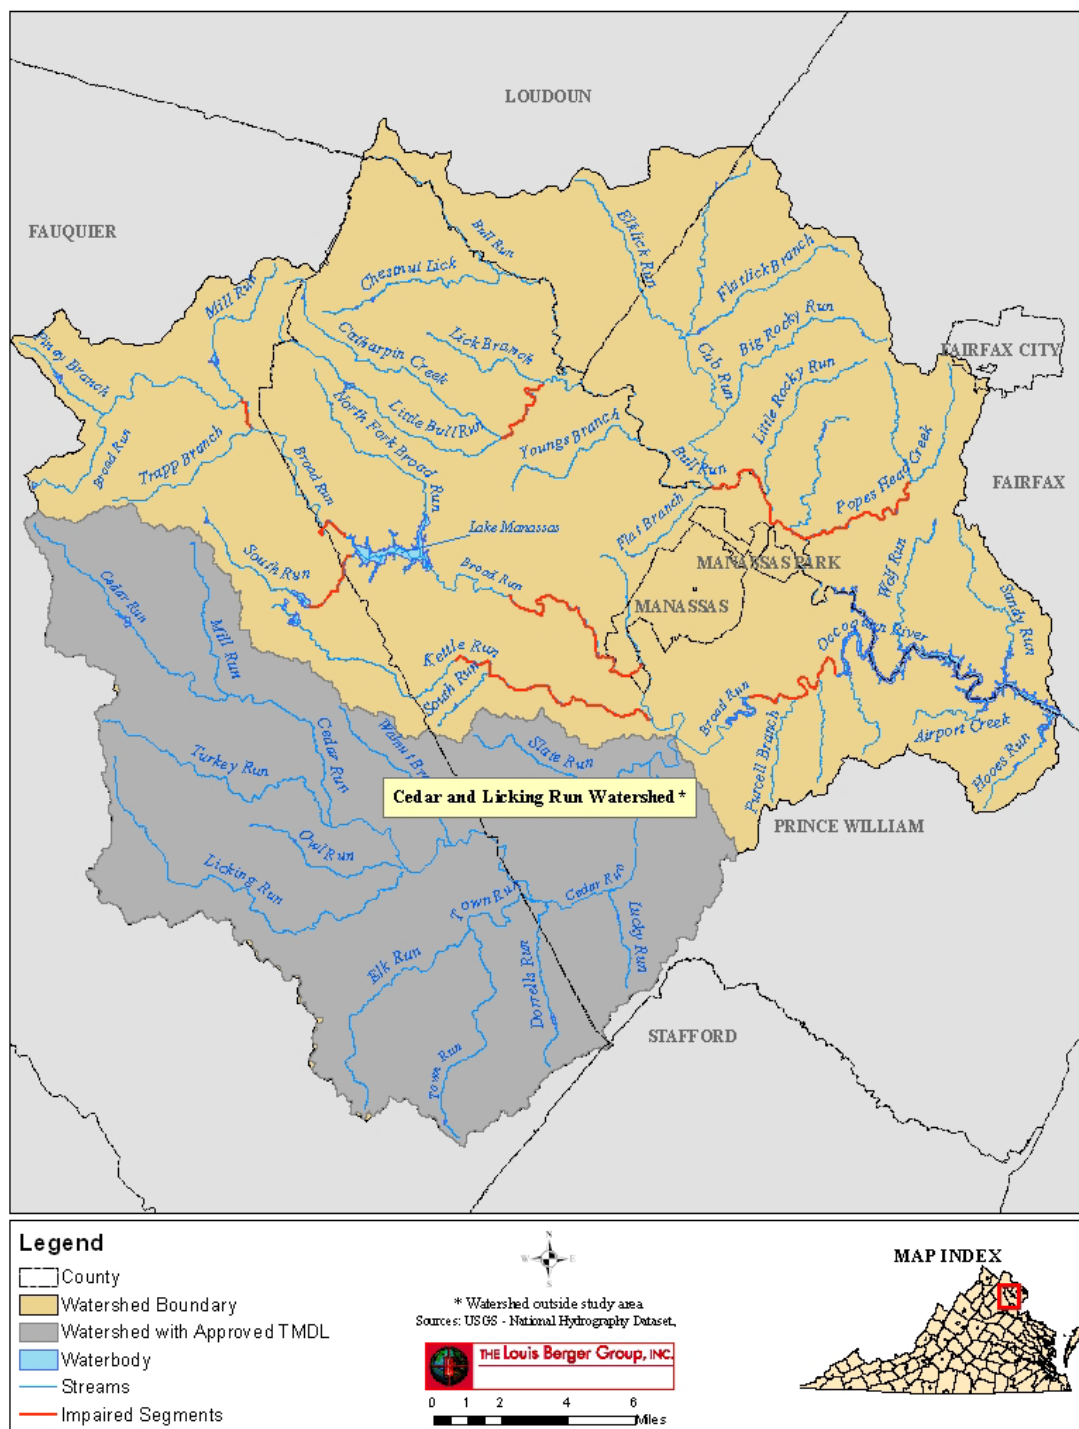 LOUDOUN
FAUQUIER
Bull Run
Elklick Run
Chestnut Lick
Flatlick Branch
Mill Run
Lick Branch
Catharpin Creek
Big Rocky Run
FAIRFAX CITY
Piney Branch
Cub Run
Little Rocky Run
North Fork Broad Run
Little Bull Run
Youngs Branch
Broad Run
Trapp Branch
Broad Run
Bull Run
Popes Head Creek
FAIRFAX
Flat Branch
Lake Manassas
MANASSAS PARK
South Run
Broad Run
Wolf Run
Sandy Run
MANASSAS
Cedar Run
Mill Run
Occoquan River
Kettle Run
South Run
Broad Run
Airport Creek
Purcell Branch
Hooes Run
Cedar Run
Walnut Br
Slate Run
Turkey Run
Cedar and Licking Run Watershed*
PRINCE WILLIAM
Owl Run
Licking Run
Town Run
Cedar Run
Lucky Run
Elk Run
Dorrells Run
STAFFORD
Town Run
Legend
County
Watershed Boundary
Watershed with Approved TMDL
Waterbody
Streams
Impaired Segments
N
W E
S
* Watershed outside study area
Sources: USGS - National Hydrography Dataset,
THE Louis Berger Group, INC.
0 1 2 4 6
Miles
MAP INDEX